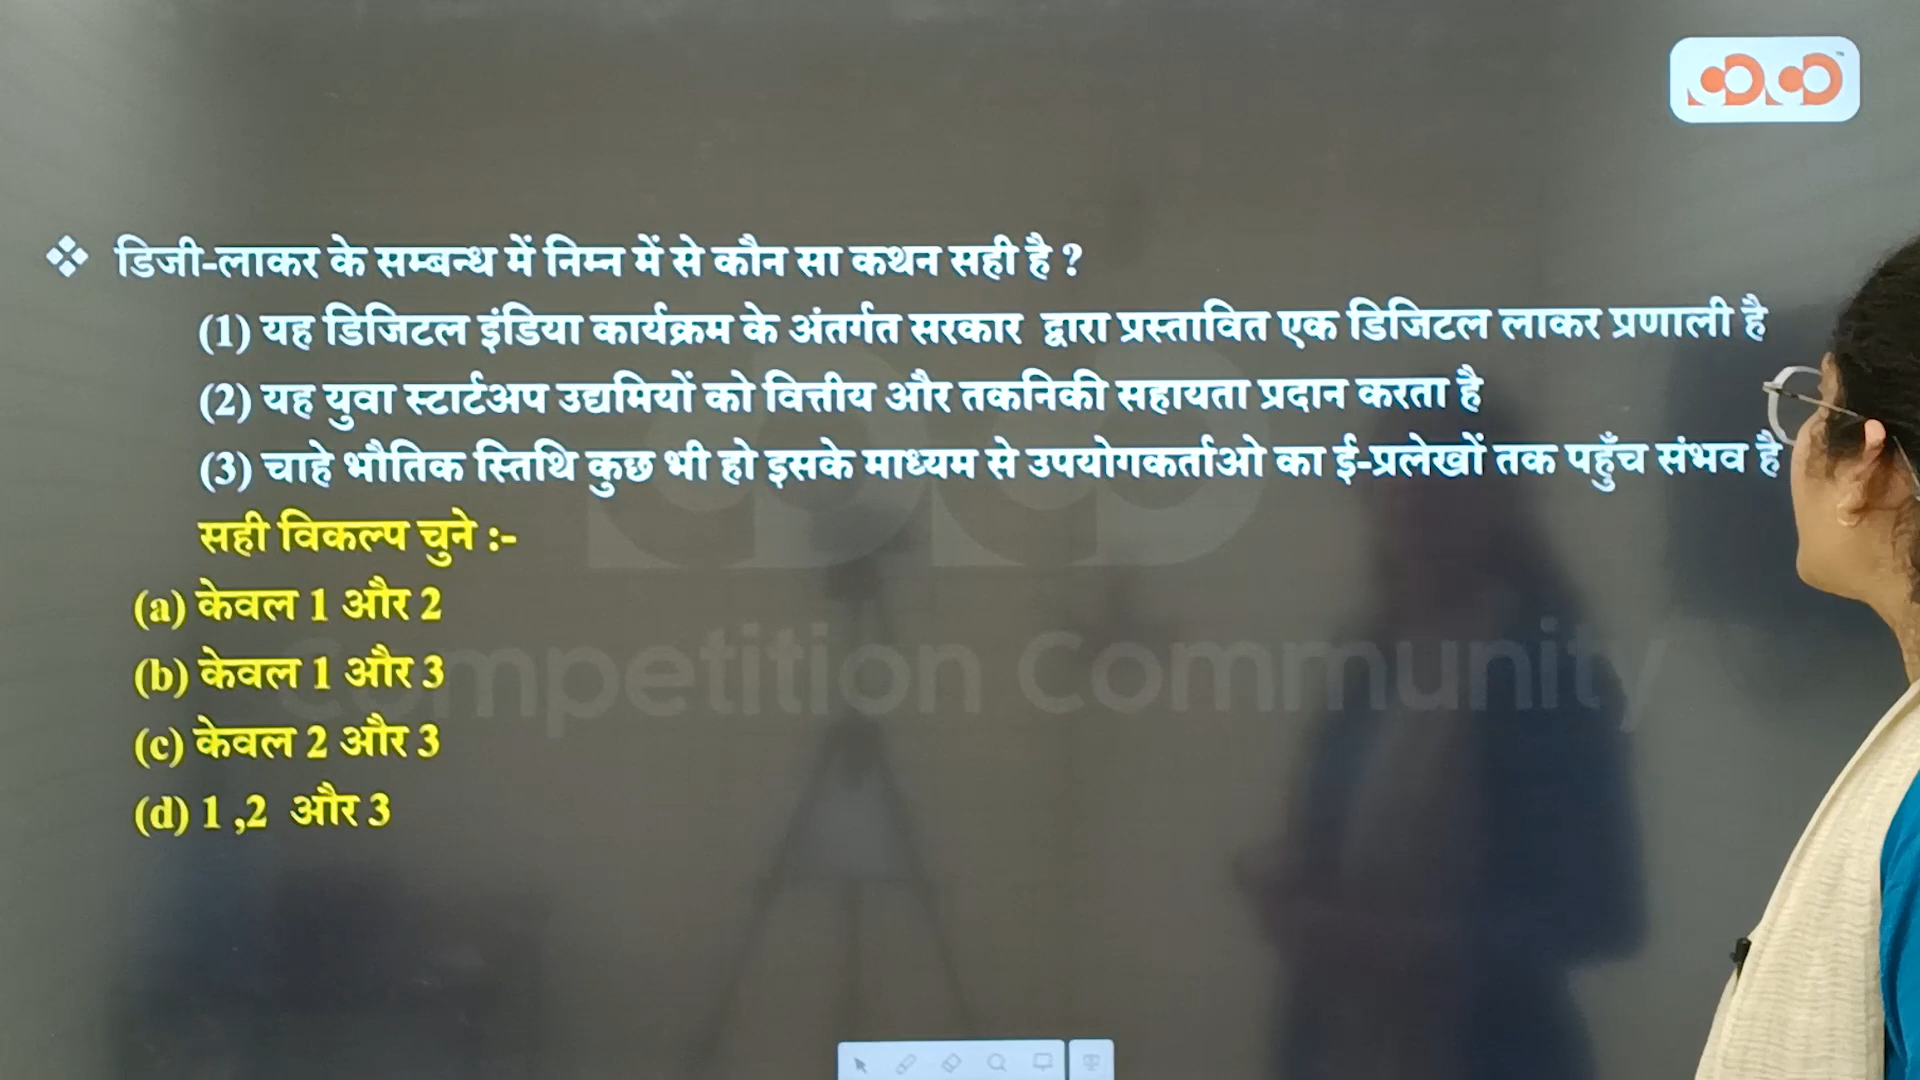 ❖ डिजी-लाकर के सम्बन्ध में निम्न में से कौन सा कथन सही है ?
(1) यह डिजिटल इंडिया कार्यक्रम के अंतर्गत सरकार द्वारा प्रस्तावित एक डिजिटल लाकर प्रणाली है
(2) यह युवा स्टार्टअप उद्यमियों को वित्तीय और तकनिकी सहायता प्रदान करता है
(3) चाहे भौतिक स्तिथि कुछ भी हो इसके माध्यम से उपयोगकर्ताओ का ई-प्रलेखों तक पहुँच संभव है
सही विकल्प चुने :-
(a) केवल 1 और 2
(b) केवल 1 और 3
(c) केवल 2 और 3
(d) 1 ,2 और 3
Competition Community